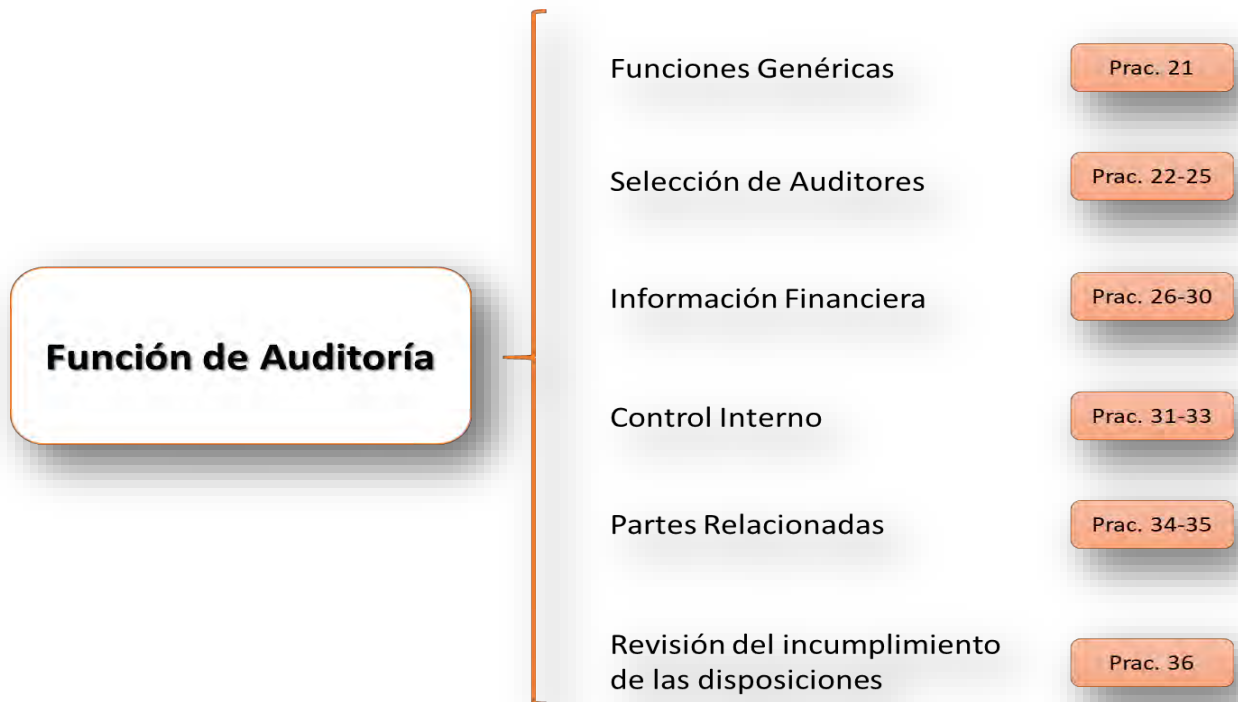 Funciones Genéricas
Prac. 21
Selección de Auditores
Prac. 22-25
Información Financiera
Prac. 26-30
Función de Auditoría
Control Interno
Prac. 31-33
Partes Relacionadas
Prac. 34-35
Revisión del incumplimiento
de las disposiciones
Prac. 36